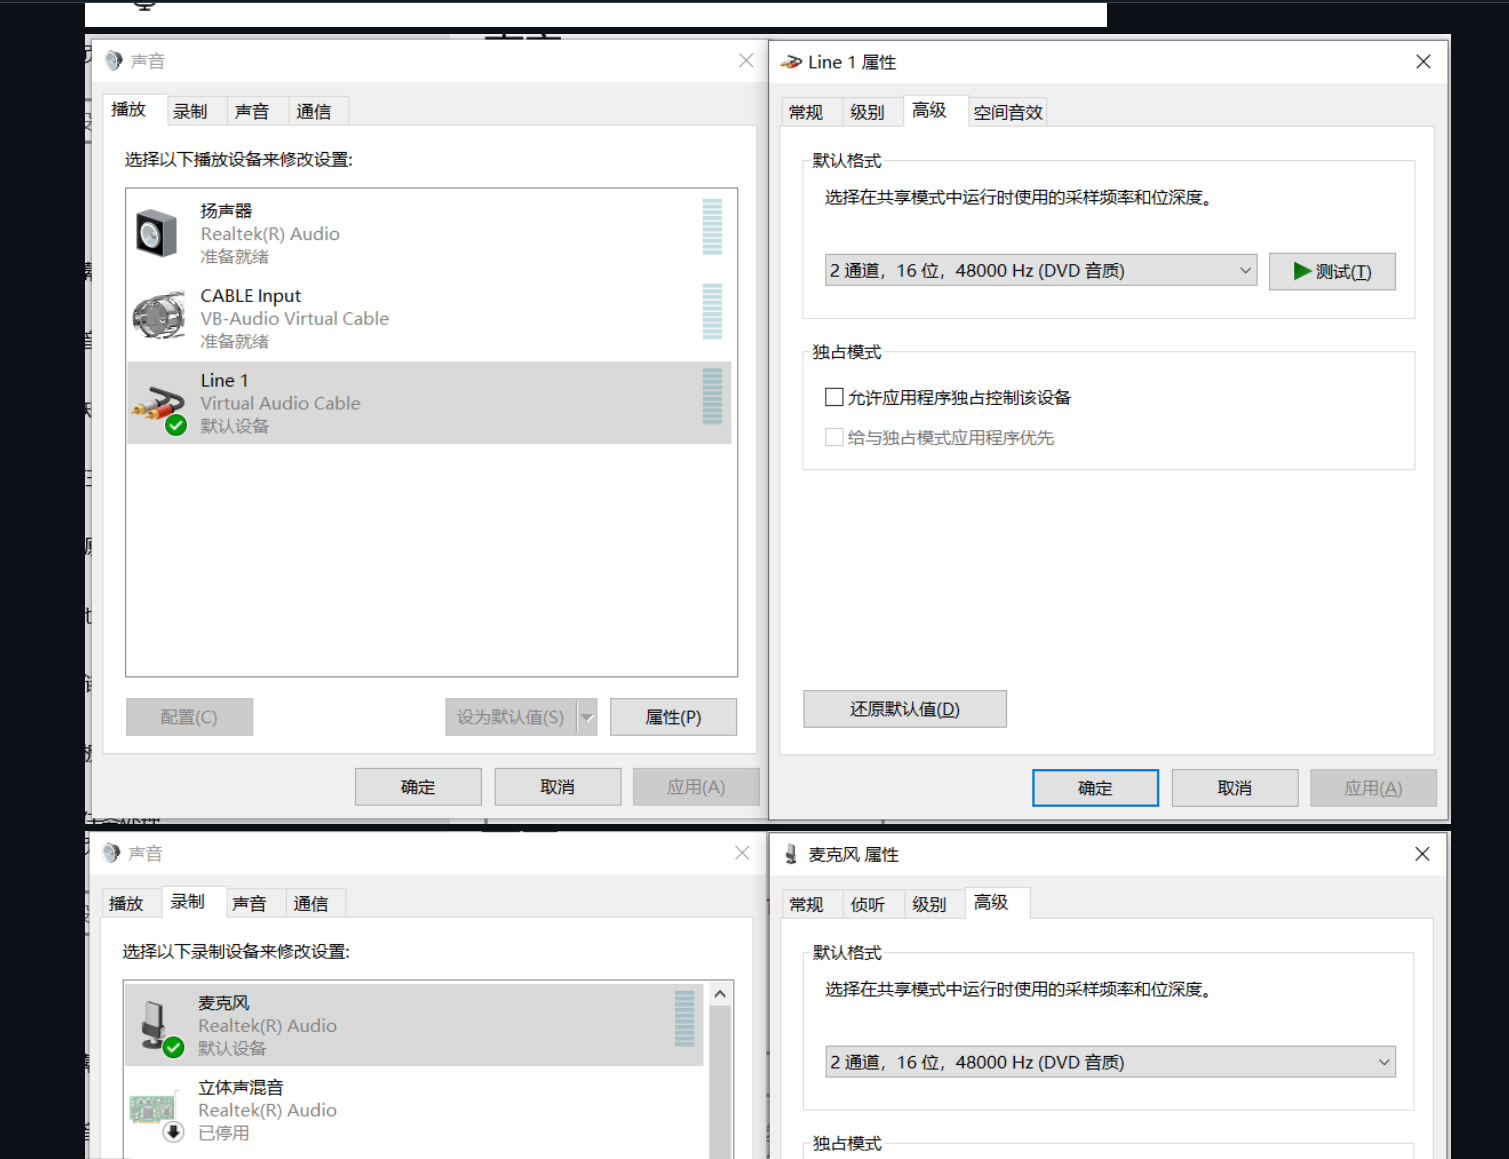 声音
播放
录制
声音
通信
选择以下播放设备来修改设置:
扬声器
Realtek(R) Audio
准备就绪
CABLE Input
VB-Audio Virtual Cable
准备就绪
Line 1
Virtual Audio Cable
默认设备
配置(C)
设为默认值(S)
属性(P)
确定
取消
应用(A)
Line 1 属性
常规
级别
高级
空间音效
默认格式
选择在共享模式中运行时使用的采样频率和位深度。
2 通道，16 位，48000 Hz (DVD 音质)
测试(T)
独占模式
允许应用程序独占控制该设备
给与独占模式应用程序优先
还原默认值(D)
确定
取消
应用(A)
声音
播放
录制
声音
通信
选择以下录制设备来修改设置:
麦克风
Realtek(R) Audio
默认设备
立体声混音
Realtek(R) Audio
已停用
麦克风 属性
常规
侦听
级别
高级
默认格式
选择在共享模式中运行时使用的采样频率和位深度。
2 通道，16 位，48000 Hz (DVD 音质)
独占模式